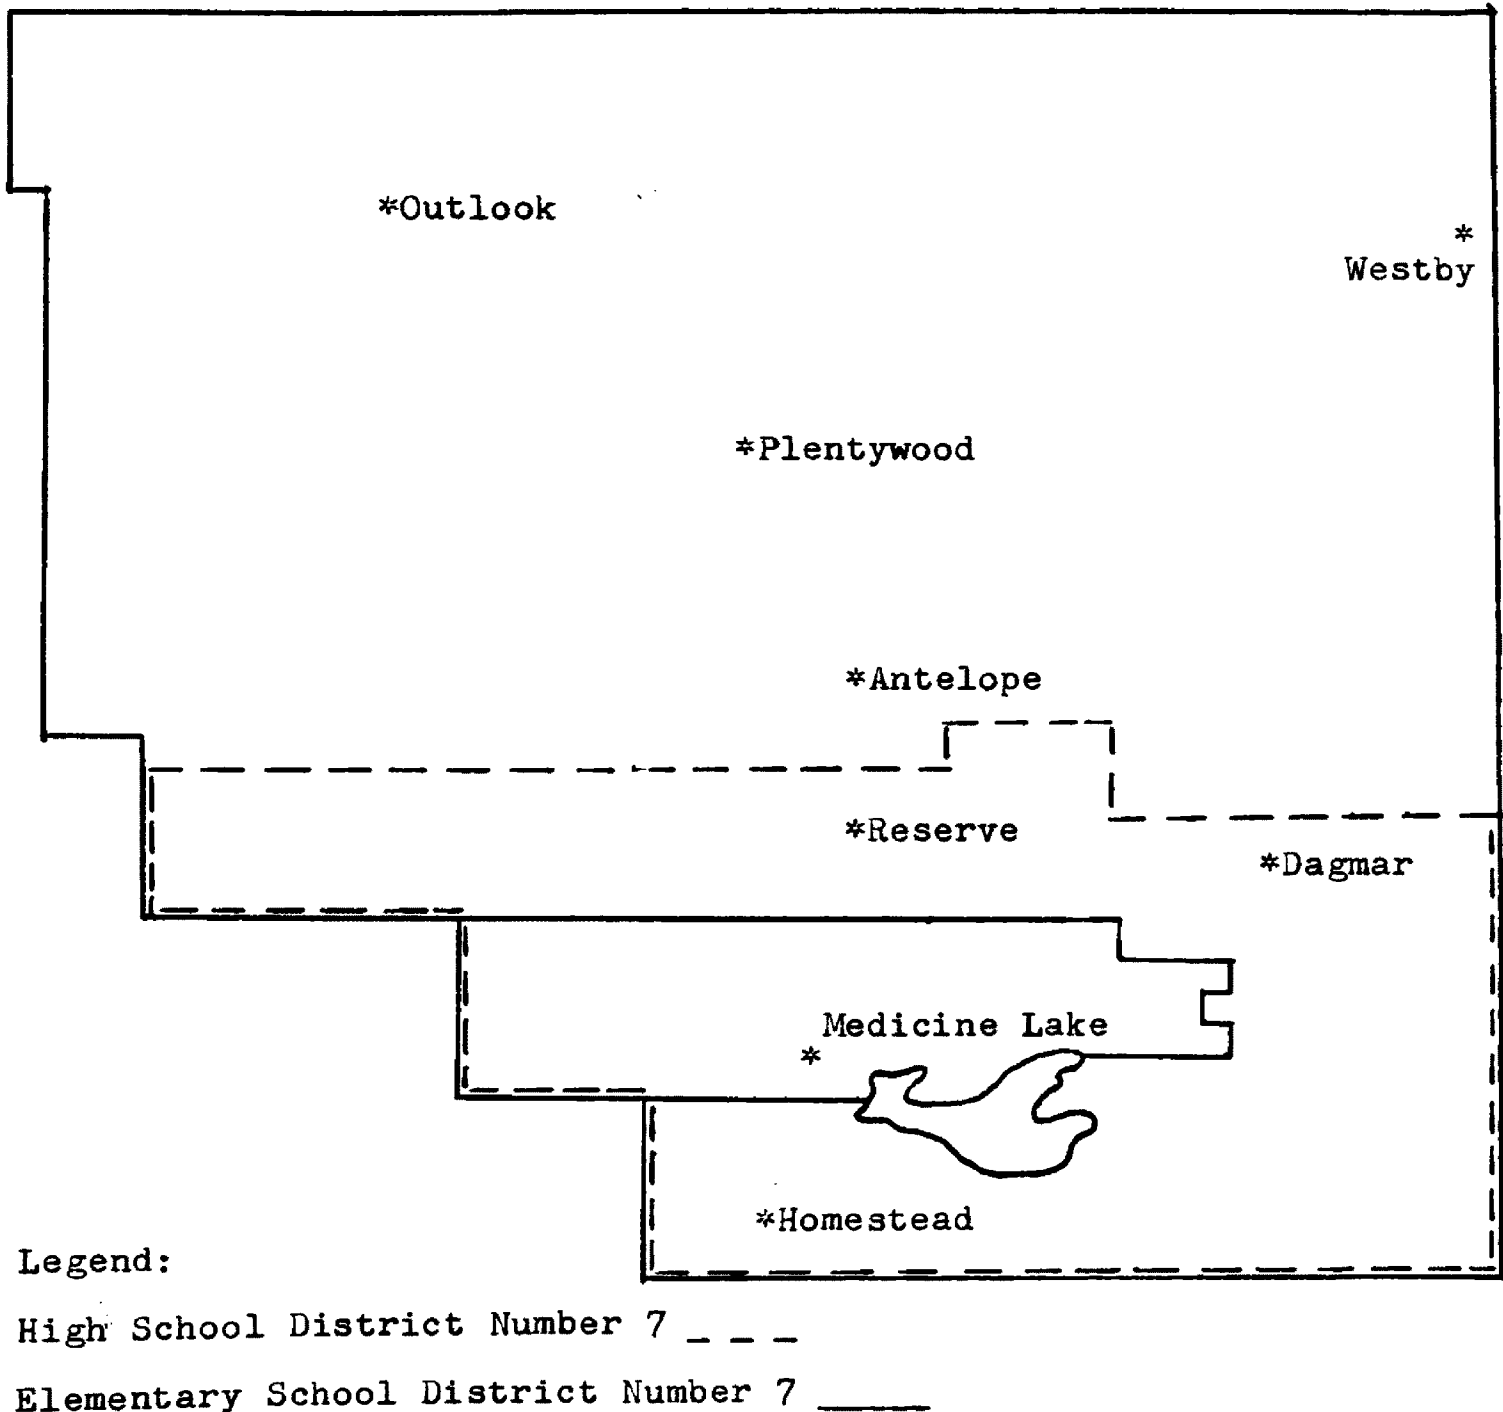 *Outlook
*
Westby
*Plentywood
*Antelope
*Reserve
*Dagmar
Medicine Lake
*
*Homestead
Legend:
High School District Number 7 _ _ _
Elementary School District Number 7 ____